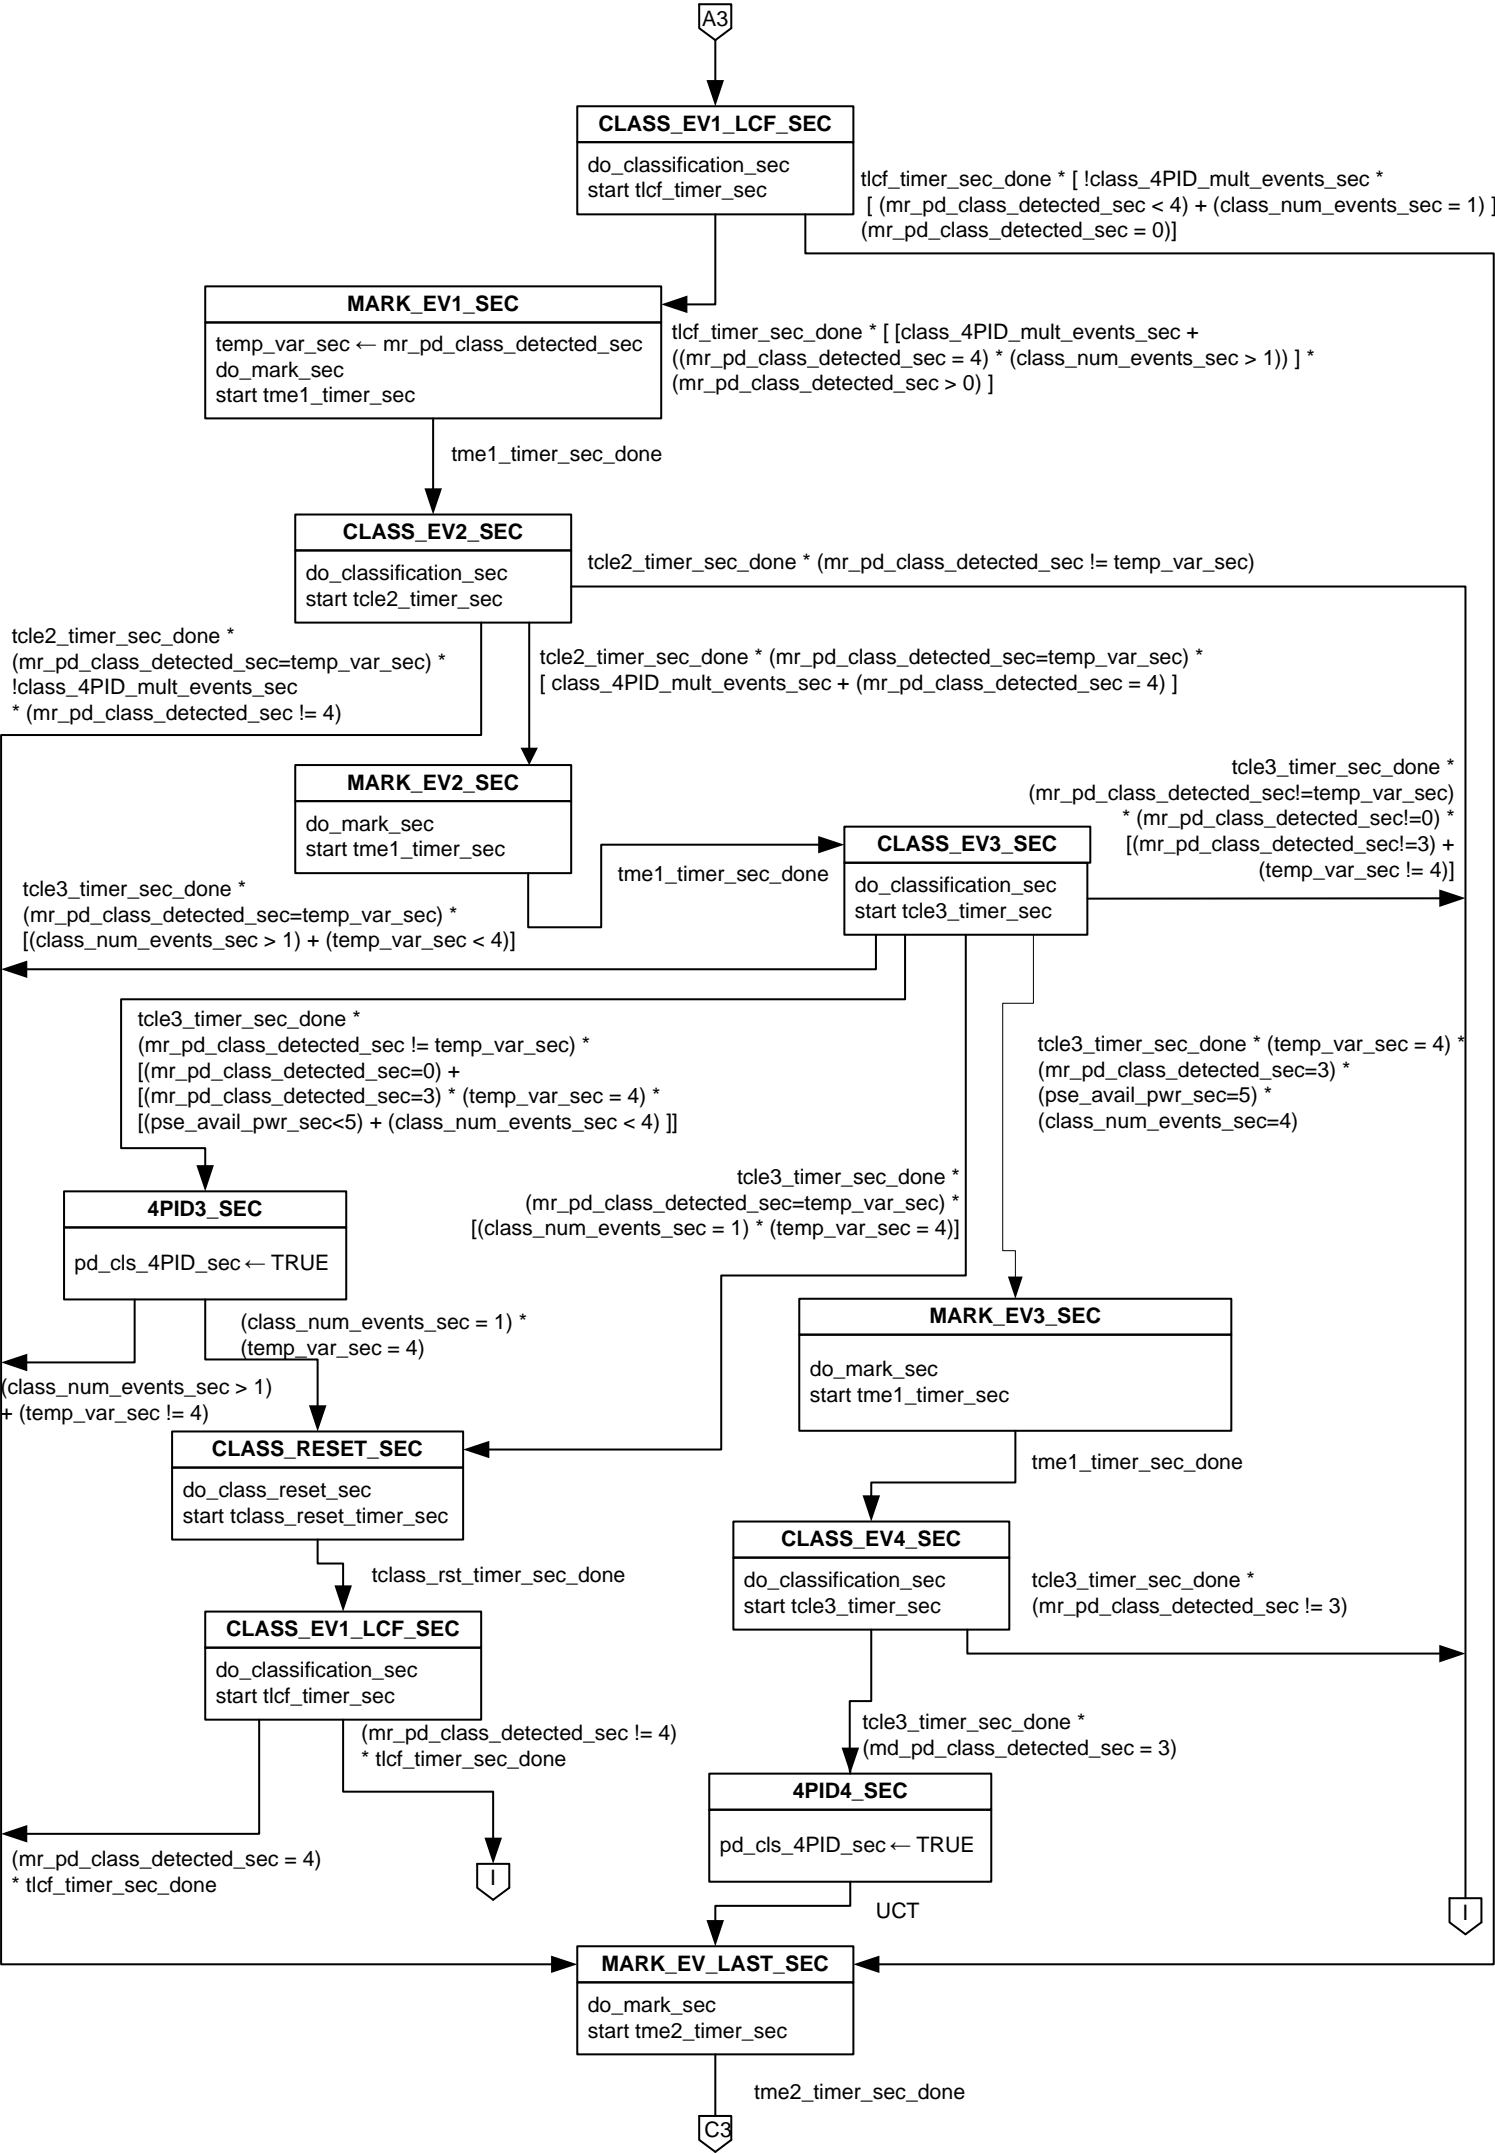 A3
CLASS_EV1_LCF_SEC
do_classification_sec
start tlcf_timer_sec
tlcf_timer_sec_done * [ !class_4PID_mult_events_sec *
[ (mr_pd_class_detected_sec < 4) + (class_num_events_sec = 1) ]
(mr_pd_class_detected_sec = 0)]
MARK_EV1_SEC
temp_var_sec ← mr_pd_class_detected_sec
do_mark_sec
start tme1_timer_sec
tlcf_timer_sec_done * [ [class_4PID_mult_events_sec +
((mr_pd_class_detected_sec = 4) * (class_num_events_sec > 1)) ] *
(mr_pd_class_detected_sec > 0) ]
tme1_timer_sec_done
CLASS_EV2_SEC
do_classification_sec
start tcle2_timer_sec
tcle2_timer_sec_done * (mr_pd_class_detected_sec != temp_var_sec)
tcle2_timer_sec_done *
(mr_pd_class_detected_sec=temp_var_sec) *
!class_4PID_mult_events_sec
* (mr_pd_class_detected_sec != 4)
tcle2_timer_sec_done * (mr_pd_class_detected_sec=temp_var_sec) *
[ class_4PID_mult_events_sec + (mr_pd_class_detected_sec = 4) ]
MARK_EV2_SEC
do_mark_sec
start tme1_timer_sec
tme1_timer_sec_done
tcle3_timer_sec_done *
(mr_pd_class_detected_sec!=temp_var_sec)
* (mr_pd_class_detected_sec!=0) *
[(mr_pd_class_detected_sec!=3) +
(temp_var_sec != 4)]
CLASS_EV3_SEC
do_classification_sec
start tcle3_timer_sec
tcle3_timer_sec_done *
(mr_pd_class_detected_sec=temp_var_sec) *
[(class_num_events_sec > 1) + (temp_var_sec < 4)]
tcle3_timer_sec_done *
(mr_pd_class_detected_sec != temp_var_sec) *
[(mr_pd_class_detected_sec=0) +
[(mr_pd_class_detected_sec=3) * (temp_var_sec = 4) *
[(pse_avail_pwr_sec<5) + (class_num_events_sec < 4) ]]
tcle3_timer_sec_done * (temp_var_sec = 4) *
(mr_pd_class_detected_sec=3) *
(pse_avail_pwr_sec=5) *
(class_num_events_sec=4)
tcle3_timer_sec_done *
(mr_pd_class_detected_sec=temp_var_sec) *
[(class_num_events_sec = 1) * (temp_var_sec = 4)]
4PID3_SEC
pd_cls_4PID_sec ← TRUE
(class_num_events_sec = 1) *
(temp_var_sec = 4)
(class_num_events_sec > 1)
+ (temp_var_sec != 4)
MARK_EV3_SEC
do_mark_sec
start tme1_timer_sec
tme1_timer_sec_done
CLASS_RESET_SEC
do_class_reset_sec
start tclass_reset_timer_sec
tclass_rst_timer_sec_done
CLASS_EV4_SEC
do_classification_sec
start tcle3_timer_sec
tcle3_timer_sec_done *
(mr_pd_class_detected_sec != 3)
CLASS_EV1_LCF_SEC
do_classification_sec
start tlcf_timer_sec
(mr_pd_class_detected_sec != 4)
* tlcf_timer_sec_done
tcle3_timer_sec_done *
(md_pd_class_detected_sec = 3)
4PID4_SEC
pd_cls_4PID_sec ← TRUE
(mr_pd_class_detected_sec = 4)
* tlcf_timer_sec_done
I
UCT
I
MARK_EV_LAST_SEC
do_mark_sec
start tme2_timer_sec
tme2_timer_sec_done
C3